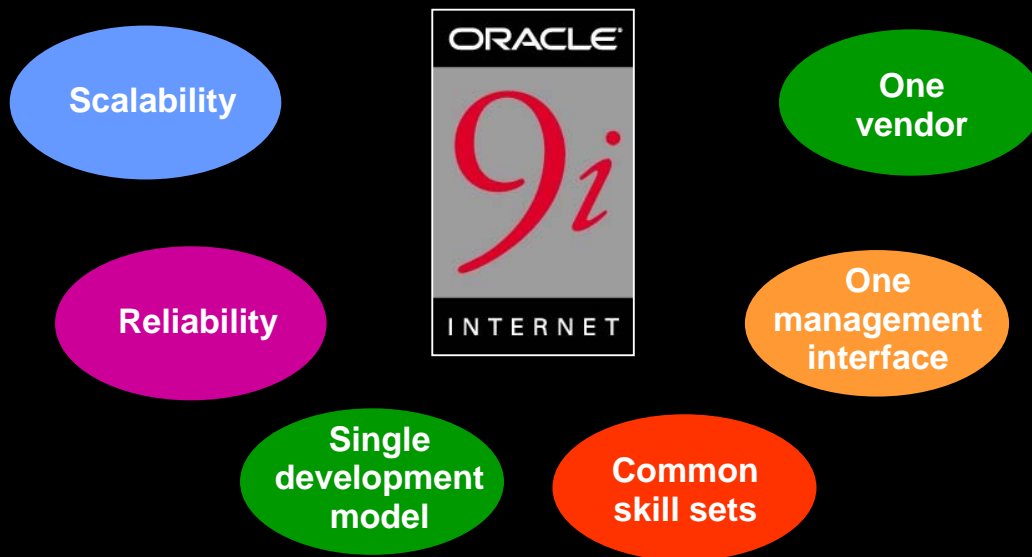 ORACLE®
9i
INTERNET
Scalability
One
vendor
Reliability
One
management
interface
Single
development
model
Common
skill sets